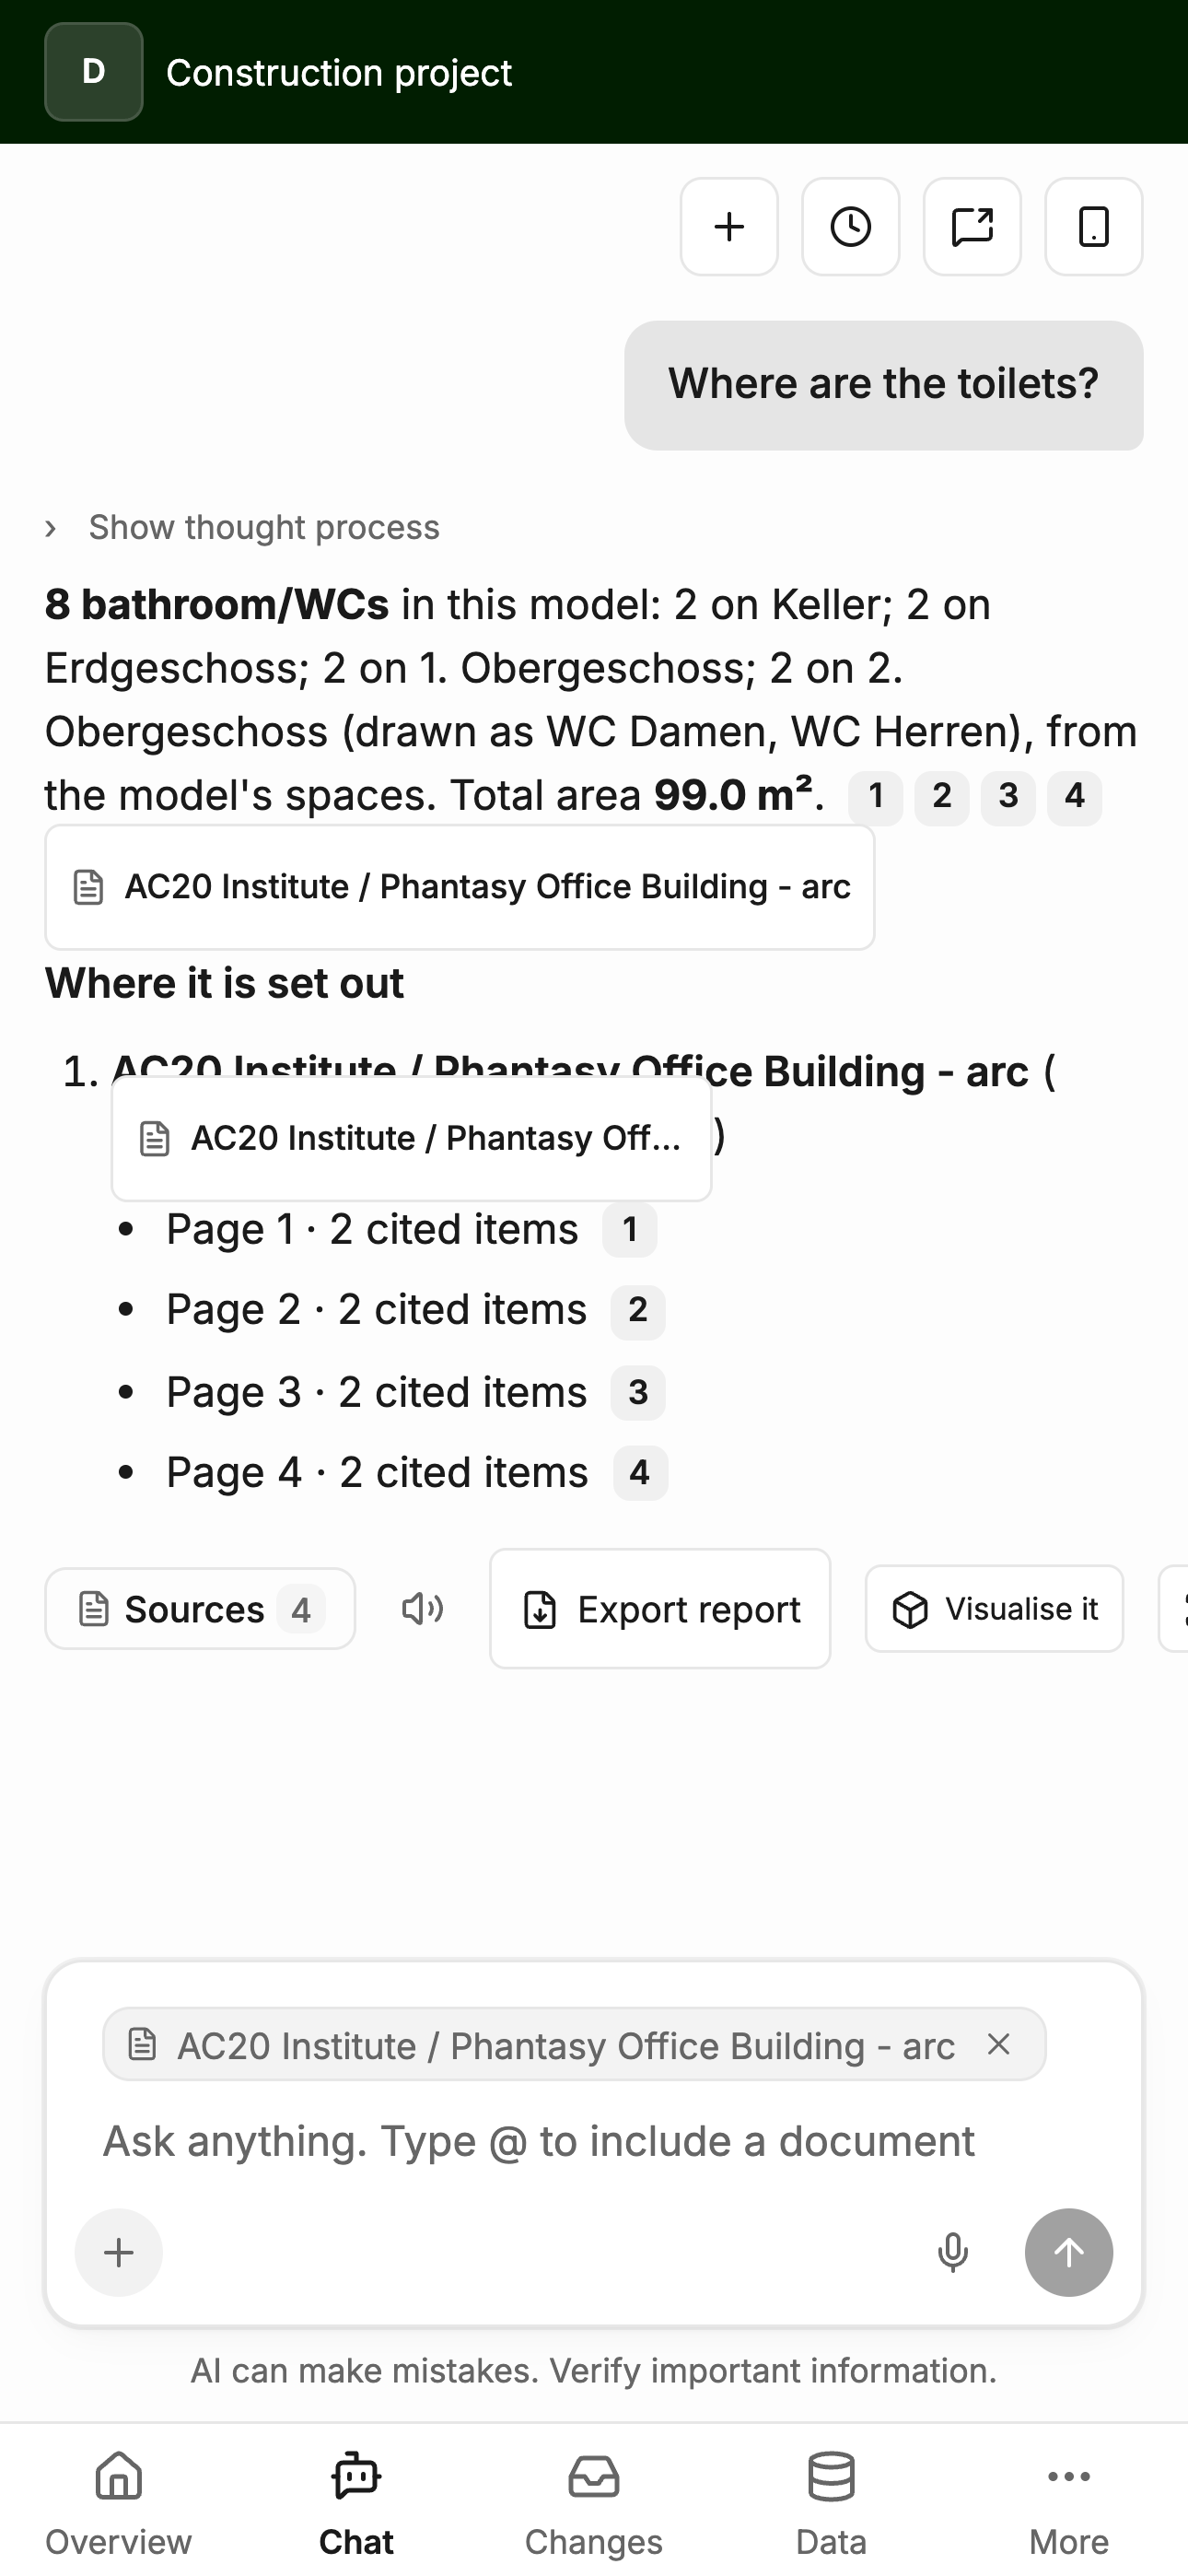 D
Construction project
Where are the toilets?
Show thought process
8 bathroom/WCs in this model: 2 on Keller; 2 on
Erdgeschoss; 2 on 1. Obergeschoss; 2 on 2.
Obergeschoss (drawn as WC Damen, WC Herren), from
the model's spaces. Total area 99.0 m². 1 2 3 4
AC20 Institute / Phantasy Office Building - arc
Where it is set out
1. AC20 Institute / Phantasy Office Building - arc (
AC20 Institute / Phantasy Off... )
• Page 1 · 2 cited items 1
• Page 2 · 2 cited items 2
• Page 3 · 2 cited items 3
• Page 4 · 2 cited items 4
Sources 4 Export report Visualise it
AC20 Institute / Phantasy Office Building - arc
Ask anything. Type @ to include a document
AI can make mistakes. Verify important information.
Overview Chat Changes Data More